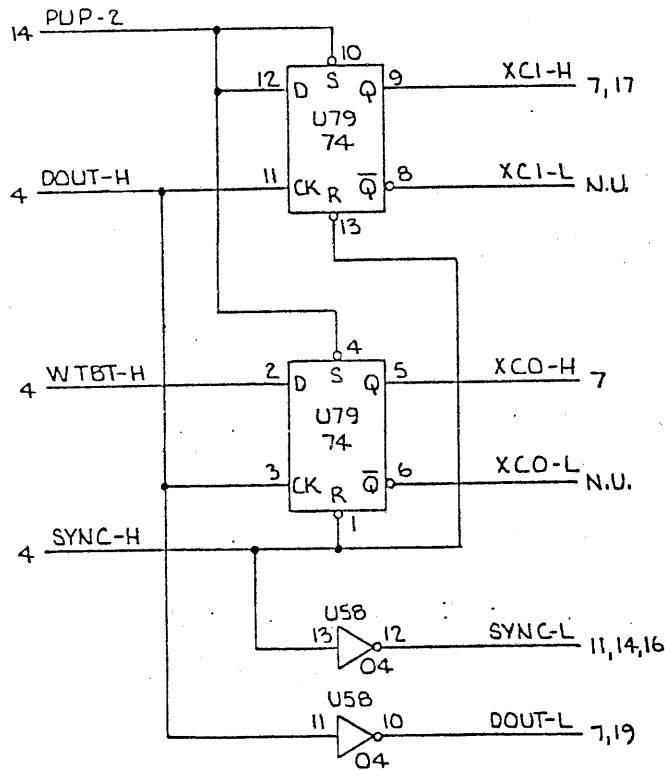 14 PUP-2
10
12 D S Q 9 XC1-H 7,17
U79
74
4 DOUT-H 11 CK R Q 8 XC1-L N.U.
13
4
4 WTBT-H 2 D S Q 5 XCO-H 7
U79
74
3 CK R Q 6 XCO-L N.U.
1
4 SYNC-H
U58
13 12 SYNC-L 11,14,16
04
U58
11 10 DOUT-L 7,19
04